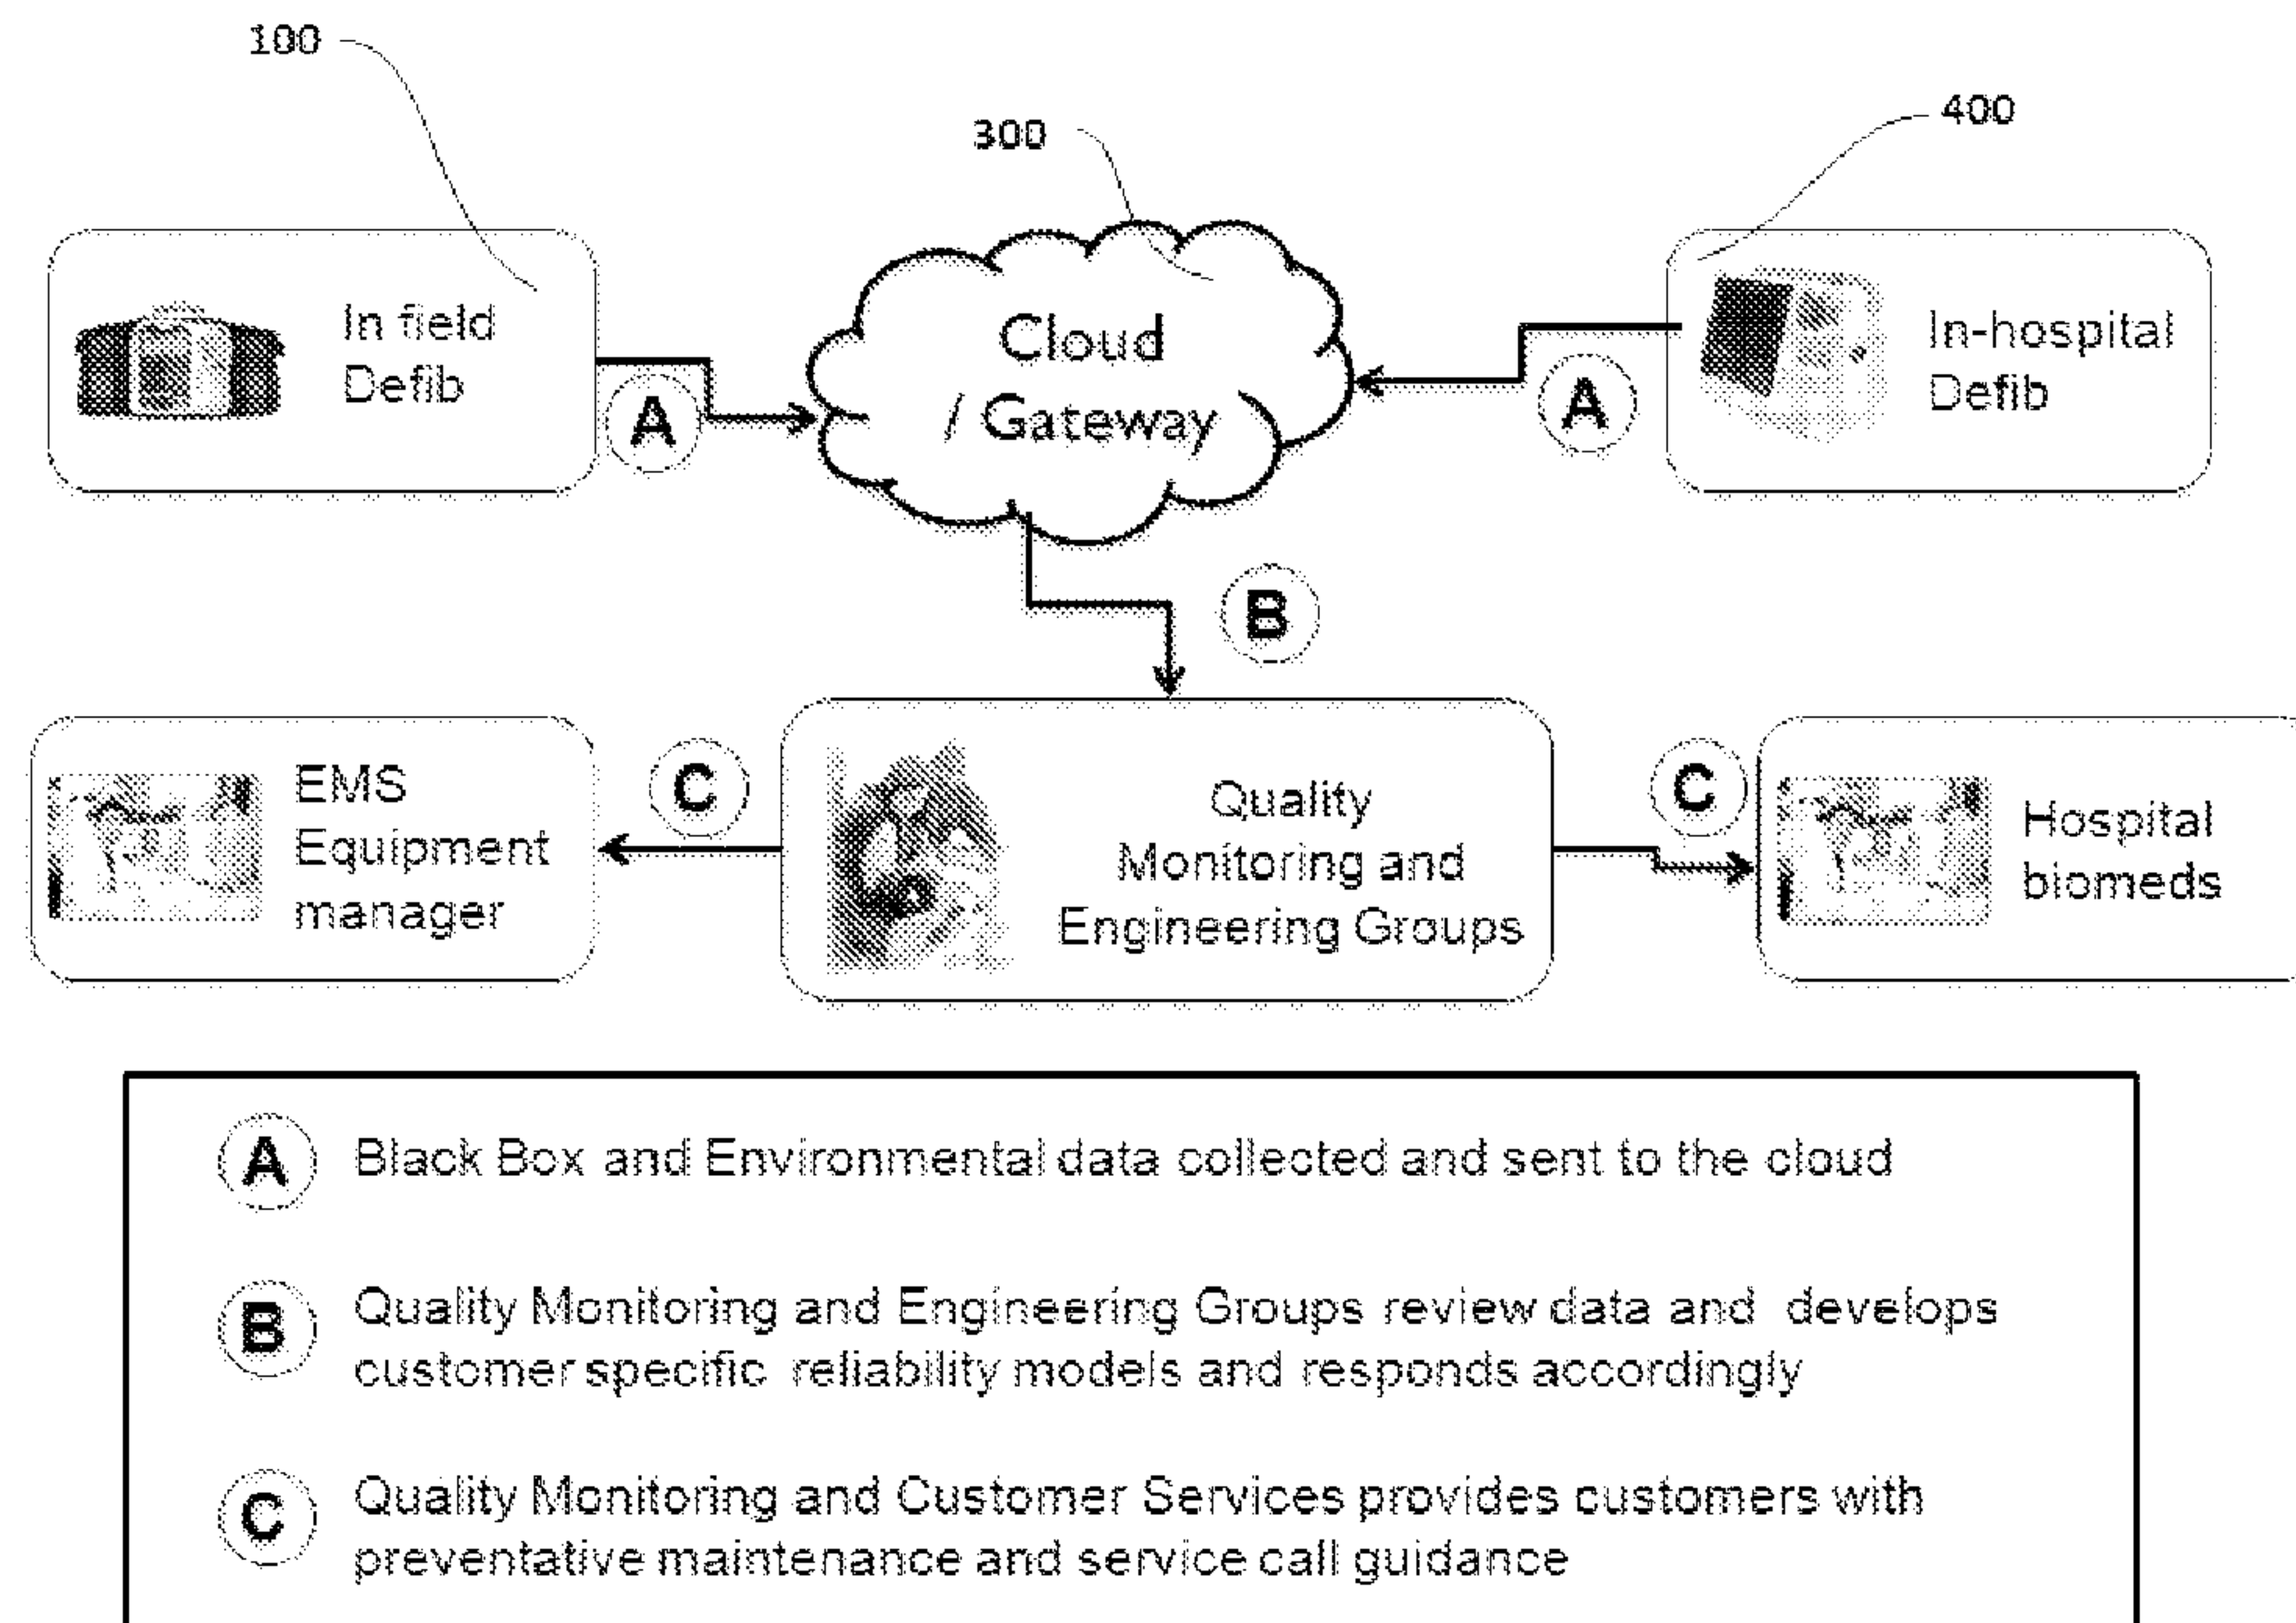 100
300
400
In field
Defib
A
Cloud
/ Gateway
A
In-hospital
Defib
B
EMS
Equipment
manager
C
Quality
Monitoring and
Engineering Groups
C
Hospital
biomeds
A Black Box and Environmental data collected and sent to the cloud
B Quality Monitoring and Engineering Groups review data and develops
customer specific reliability models and responds accordingly
C Quality Monitoring and Customer Services provides customers with
preventative maintenance and service call guidance